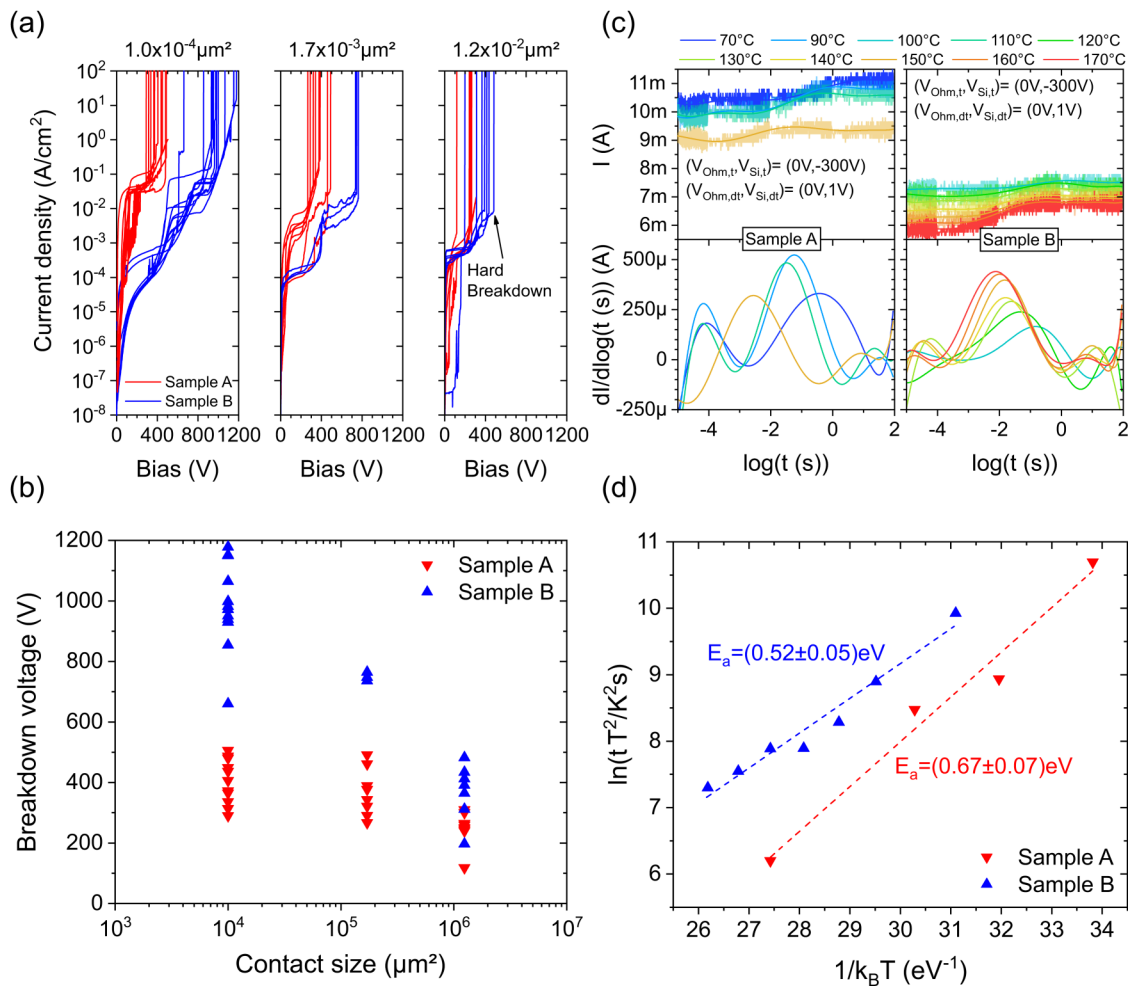 (a)
1.0x10⁻⁴µm² 1.7x10⁻³µm² 1.2x10⁻²µm²
Current density (A/cm²)
10²
10¹
10⁰
10⁻¹
10⁻²
10⁻³
10⁻⁴
10⁻⁵
10⁻⁶
10⁻⁷
10⁻⁸
Sample A
Sample B
Hard
Breakdown
0 400 800 1200
0 400 800 1200
0 400 800 1200
Bias (V) Bias (V) Bias (V)
(c)
70°C 90°C 100°C 110°C 120°C
130°C 140°C 150°C 160°C 170°C
I (A)
11m
10m
9m
8m
7m
6m
(V_Ohm,t,V_Si,t)= (0V,-300V)
(V_Ohm,dt,V_Si,dt)= (0V,1V)
(V_Ohm,t,V_Si,t)= (0V,-300V)
(V_Ohm,dt,V_Si,dt)= (0V,1V)
Sample A
Sample B
dI/dlog(t (s)) (A)
500µ
250µ
0
-250µ
-4 -2 0 2
-4 -2 0 2
log(t (s)) log(t (s))
(b)
Breakdown voltage (V)
1200
1000
800
600
400
200
0
Sample A
Sample B
10³ 10⁴ 10⁵ 10⁶ 10⁷
Contact size (µm²)
(d)
ln(t T²/K²s)
11
10
9
8
7
6
E_a=(0.52±0.05)eV
E_a=(0.67±0.07)eV
Sample A
Sample B
26 27 28 29 30 31 32 33 34
1/k_BT (eV⁻¹)